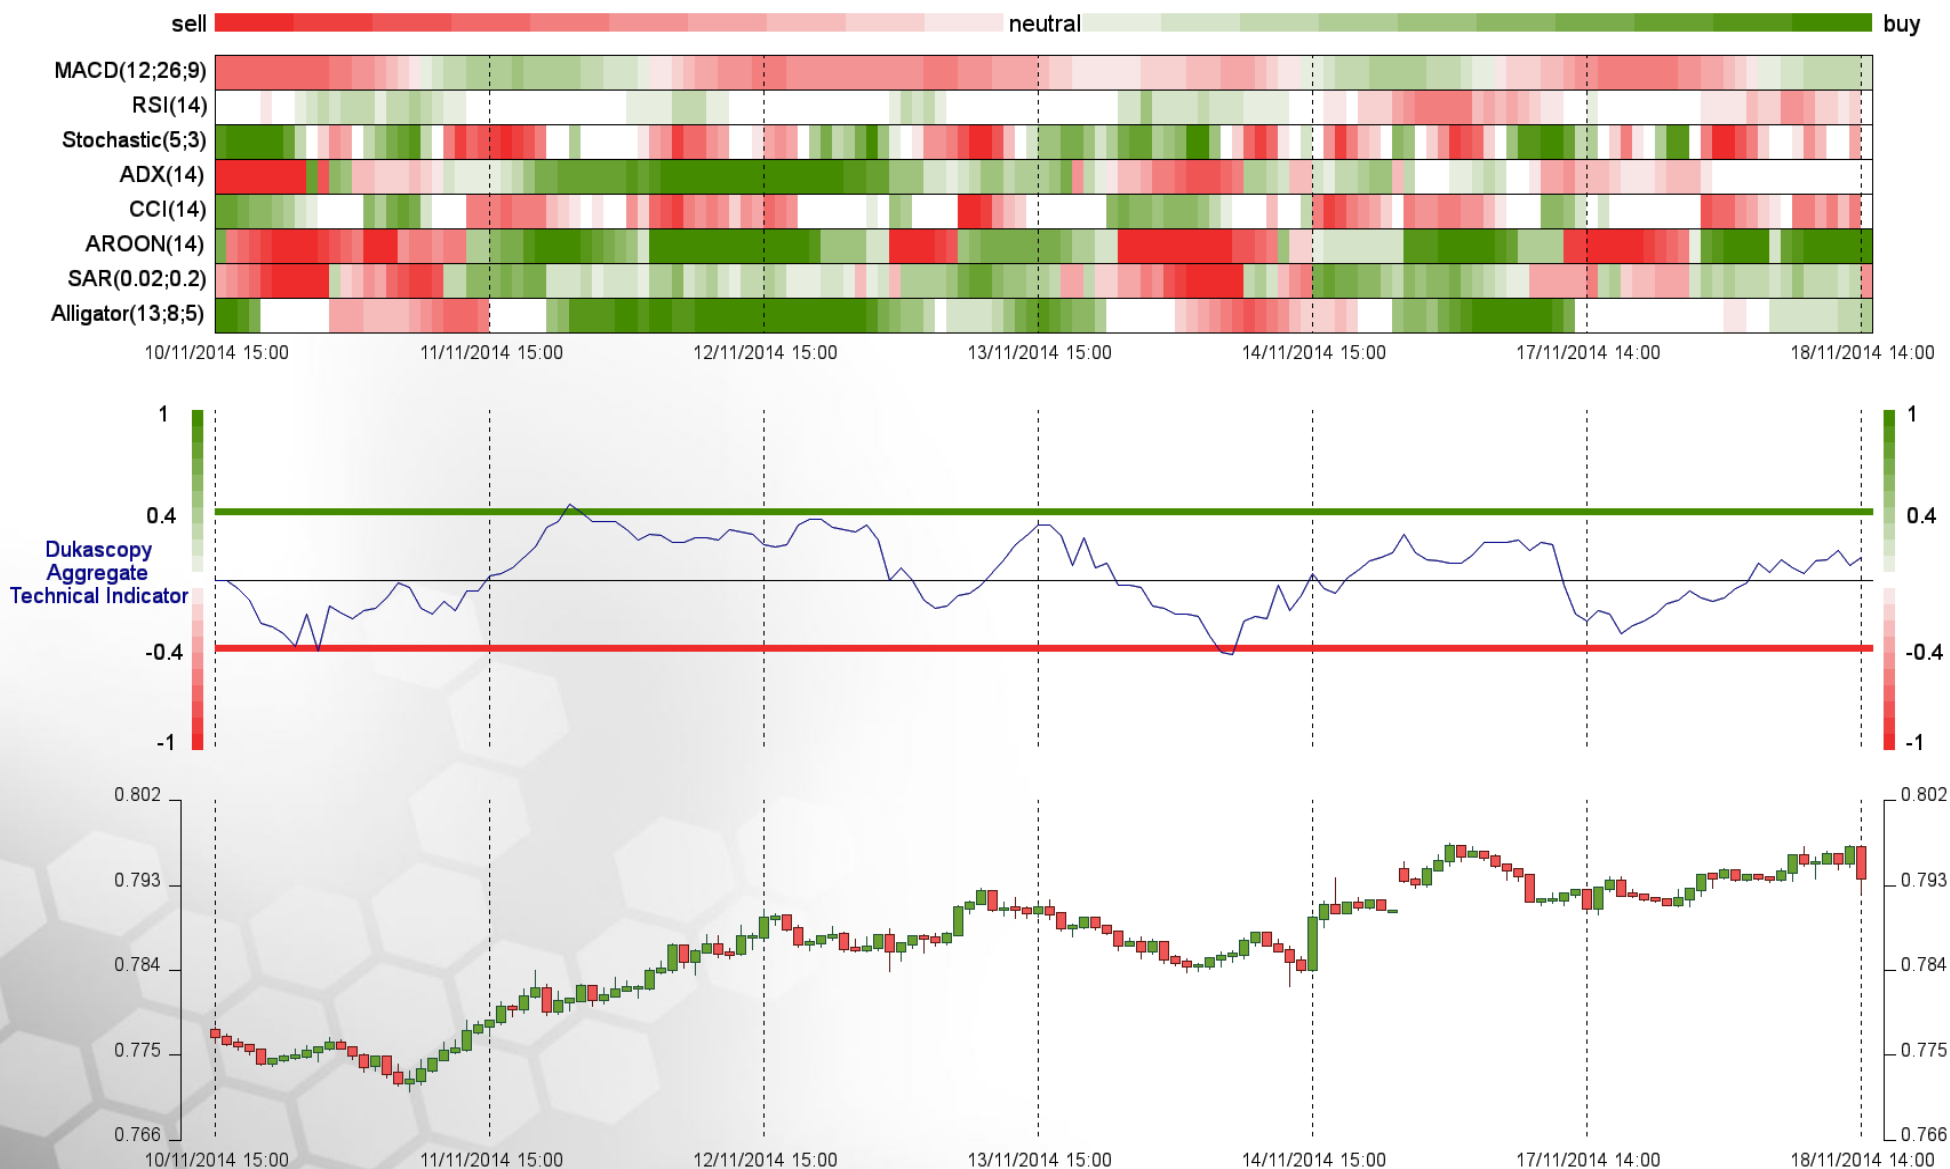 sell neutral buy
MACD(12;26;9)
RSI(14)
Stochastic(5;3)
ADX(14)
CCI(14)
AROON(14)
SAR(0.02;0.2)
Alligator(13;8;5)
10/11/2014 15:00 11/11/2014 15:00 12/11/2014 15:00 13/11/2014 15:00 14/11/2014 15:00 17/11/2014 14:00 18/11/2014 14:00
1 1
0.4 0.4
Dukascopy
Aggregate
Technical Indicator
-0.4 -0.4
-1 -1
0.802 0.802
0.793 0.793
0.784 0.784
0.775 0.775
0.766 0.766
10/11/2014 15:00 11/11/2014 15:00 12/11/2014 15:00 13/11/2014 15:00 14/11/2014 15:00 17/11/2014 14:00 18/11/2014 14:00